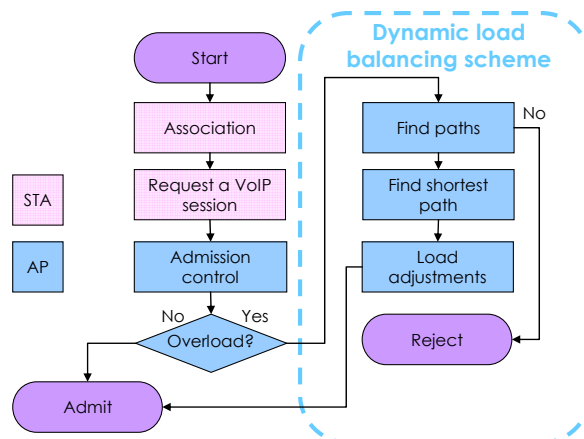 Dynamic load
balancing scheme
Start
Association
Request a VoIP
session
Admission
control
No
Yes
Overload?
Admit
STA
AP
Find paths
No
Find shortest
path
Load
adjustments
Reject